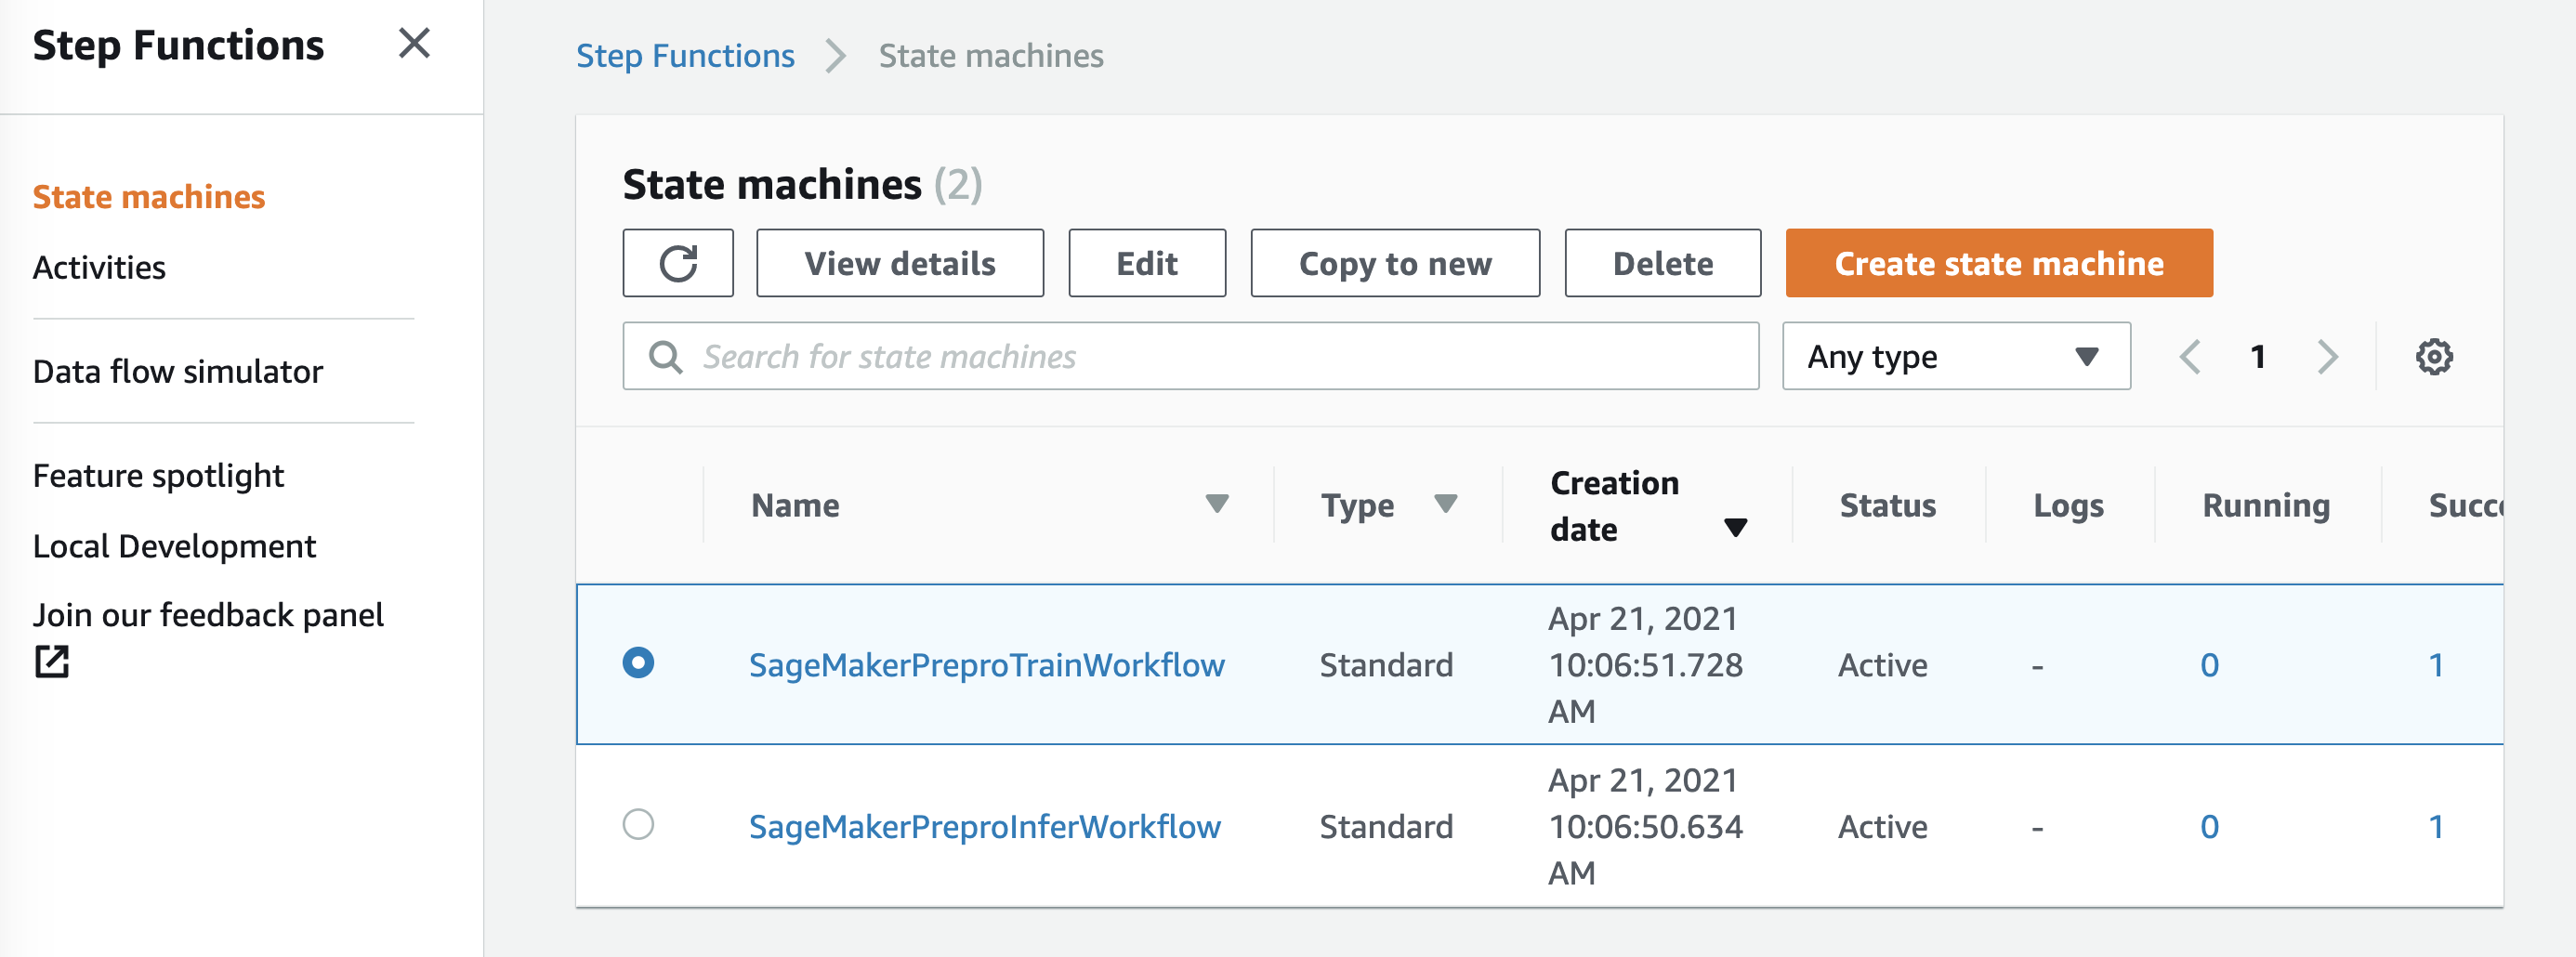 Step Functions
State machines
Activities
Data flow simulator
Feature spotlight
Local Development
Join our feedback panel
Step Functions > State machines
State machines (2)
View details Edit Copy to new Delete Create state machine
Search for state machines Any type 1
Name Type Creation date Status Logs Running Succe
SageMakerPreproTrainWorkflow Standard Apr 21, 2021 10:06:51.728 AM Active - 0 1
SageMakerPreproInferWorkflow Standard Apr 21, 2021 10:06:50.634 AM Active - 0 1